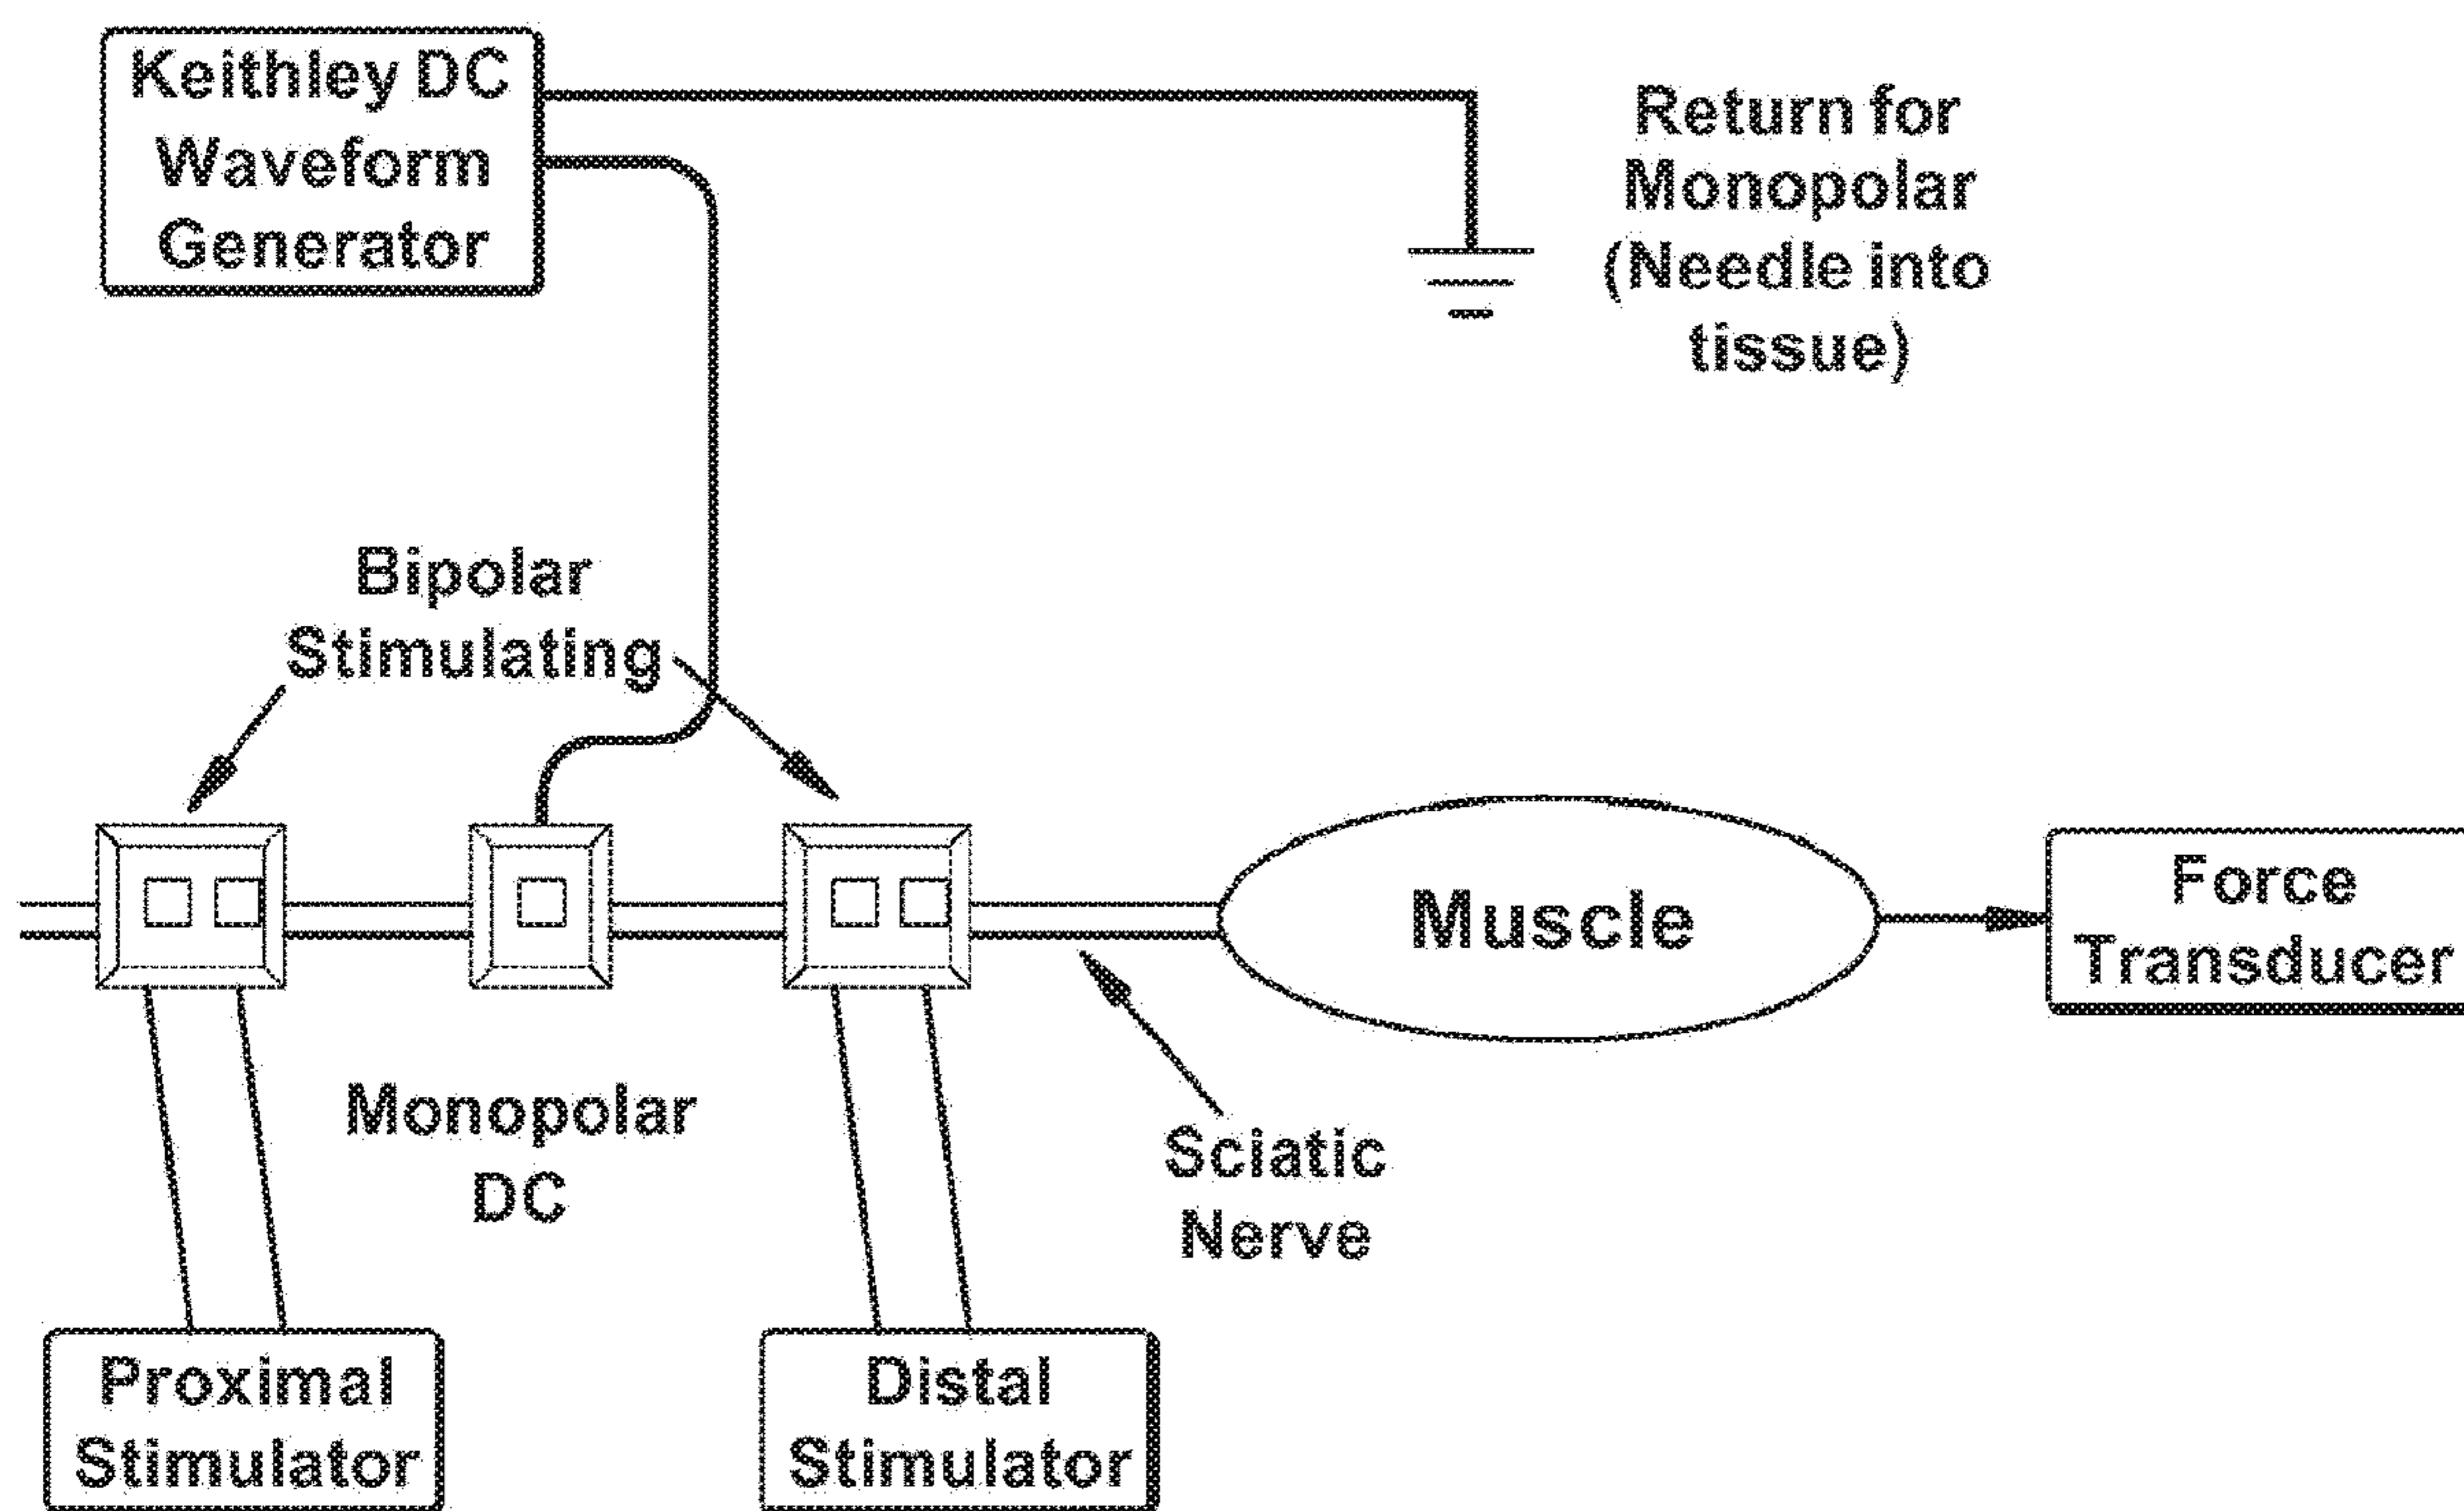 Keithley DC
Waveform
Generator
Return for
Monopolar
(Needle into
tissue)
Bipolar
Stimulating
Muscle
Force
Transducer
Monopolar
DC
Sciatic
Nerve
Proximal
Stimulator
Distal
Stimulator